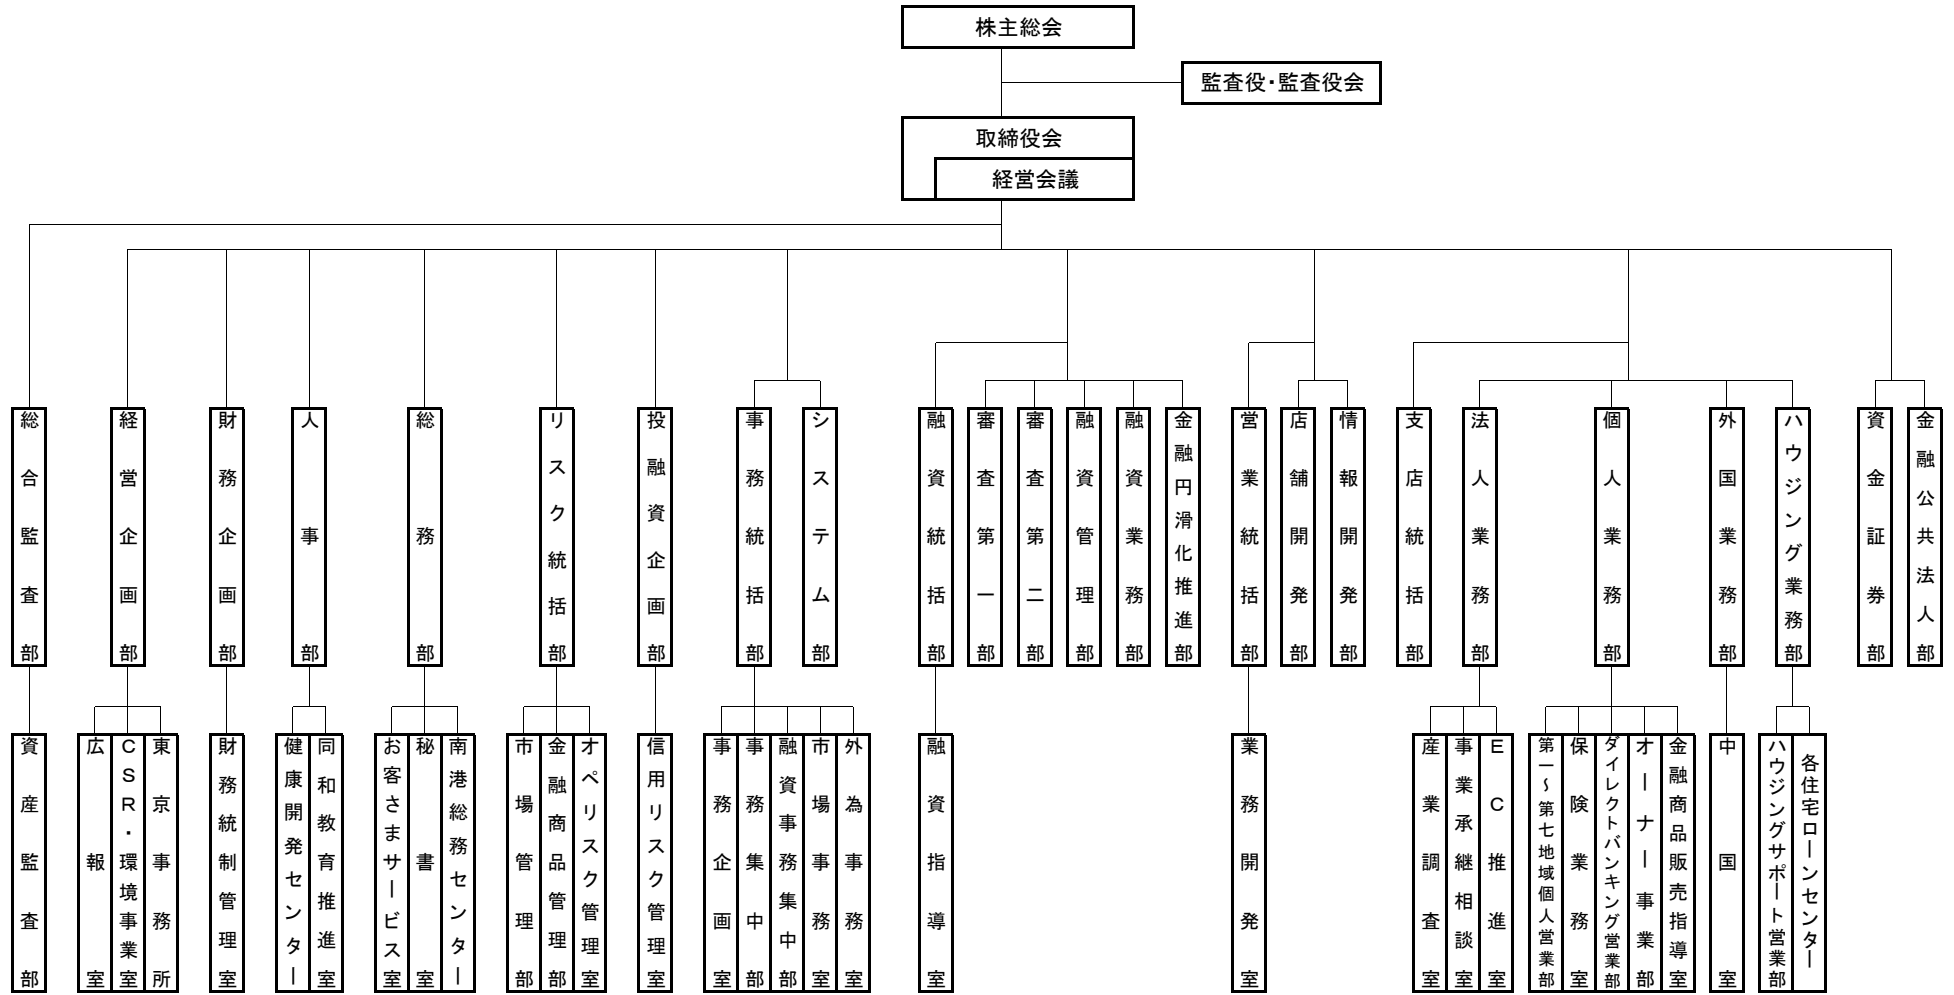 株主総会
監査役・監査役会
取締役会
経営会議
総合監査部
経営企画部
財務企画部
人事部
総務部
リスク統括部
投融資企画部
事務統括部
システム部
融資統括部
審査第一部
審査第二部
融資管理部
融資業務部
金融円滑化推進部
営業統括部
店舗開発部
情報開発部
支店統括部
法人業務部
個人業務部
外国業務部
ハウジング業務部
資金証券部
金融公共法人部
資産監査部
広報室
CSR・環境事業室
東京事務所
財務統制管理室
健康開発センター
同和教育推進室
お客さまサービス室
秘書室
南港総務センター
市場管理部
金融商品管理部
オペリスク管理室
信用リスク管理室
事務企画室
事務集中部
融資事務集中部
市場事務室
外為事務室
融資指導室
業務開発室
産業調査室
事業承継相談室
EC推進室
第一～第七地域個人営業部
保険業務室
ダイレクトバンキング営業部
オーナー事業部
金融商品販売指導室
中国室
ハウジングサポート営業部
各住宅ローンセンター